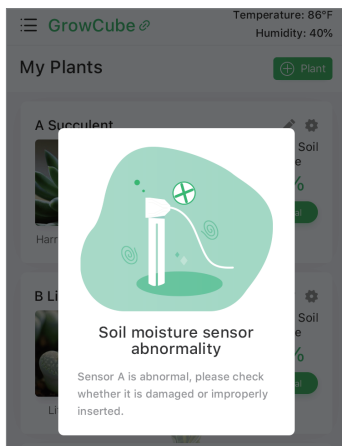 Temperature: 86°F
GrowCube
Humidity: 40%
My Plants
Plant
A Succulent
Soil
Harr
B Li
Soil
Soil moisture sensor
abnormality
Sensor A is abnormal, please check
whether it is damaged or improperly
inserted.